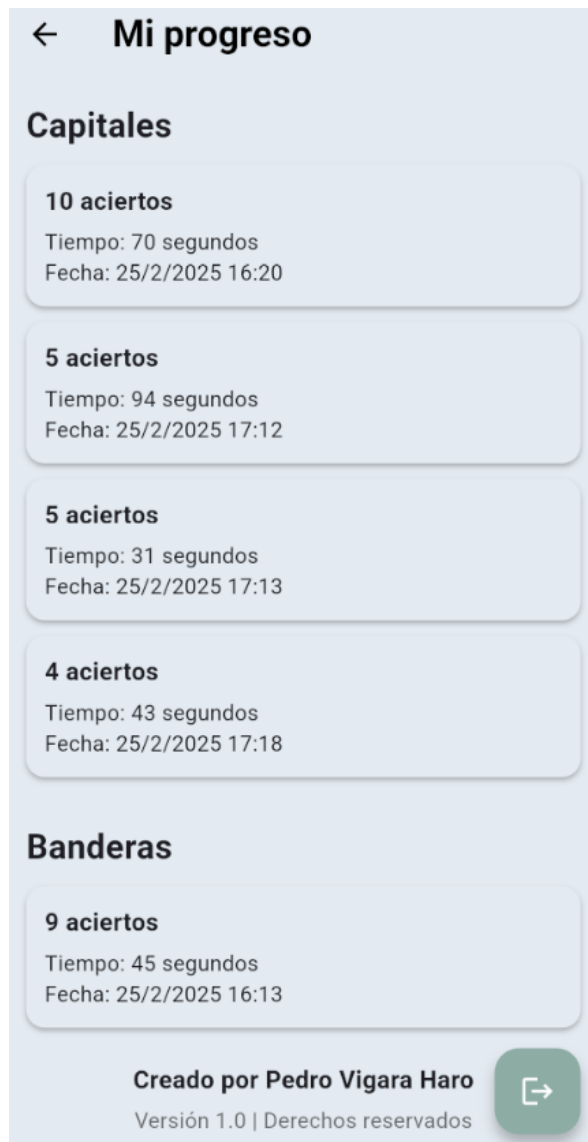 Mi progreso
Capitales
10 aciertos
Tiempo: 70 segundos
Fecha: 25/2/2025 16:20
5 aciertos
Tiempo: 94 segundos
Fecha: 25/2/2025 17:12
5 aciertos
Tiempo: 31 segundos
Fecha: 25/2/2025 17:13
4 aciertos
Tiempo: 43 segundos
Fecha: 25/2/2025 17:18
Banderas
9 aciertos
Tiempo: 45 segundos
Fecha: 25/2/2025 16:13
Creado por Pedro Vigara Haro
Versión 1.0 | Derechos reservados